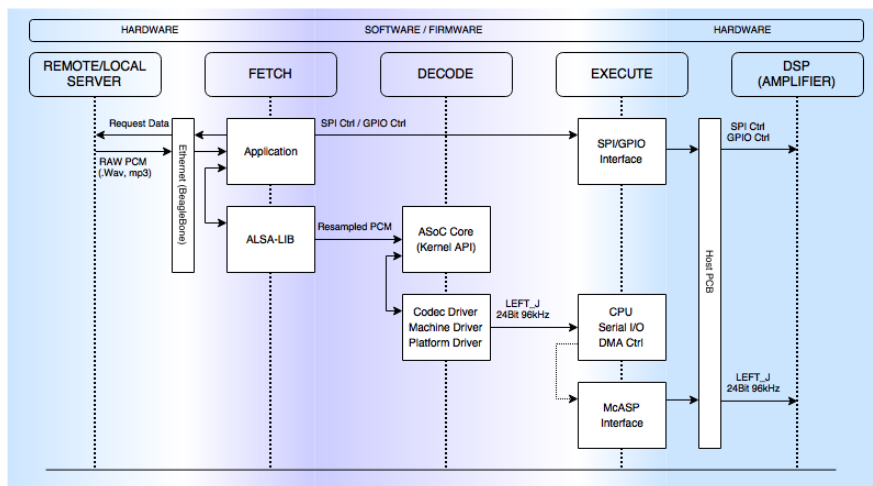 HARDWARE
SOFTWARE / FIRMWARE
HARDWARE
REMOTE/LOCAL
SERVER
FETCH
DECODE
EXECUTE
DSP
(AMPLIFIER)
Request Data
RAW PCM
(.Wav, mp3)
Ethernet (BeagleBone)
Application
SPI Ctrl / GPIO Ctrl
SPI/GPIO
Interface
SPI Ctrl
GPIO Ctrl
ALSA-LIB
Resampled PCM
ASoC Core
(Kernel API)
Host PCB
Codec Driver
Machine Driver
Platform Driver
LEFT_J
24Bit 96kHz
CPU
Serial I/O
DMA Ctrl
McASP
Interface
LEFT_J
24Bit 96kHz